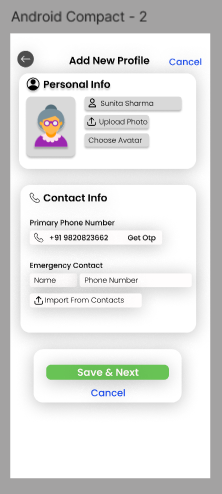 Android Compact - 2
Add New Profile Cancel
Personal Info
Sunita Sharma
Upload Photo
Choose Avatar
Contact Info
Primary Phone Number
+91 9820823662 Get Otp
Emergency Contact
Name Phone Number
Import From Contacts
Save & Next
Cancel